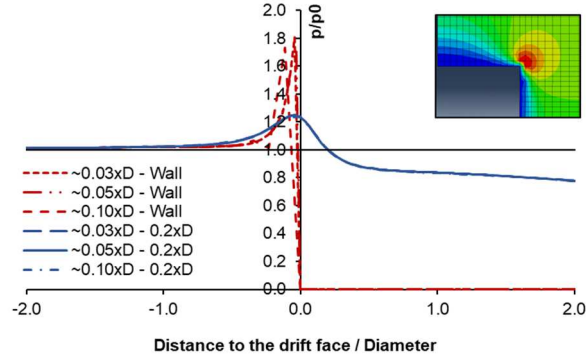 2.0
p/p0
1.8
1.6
1.4
1.2
1.0
0.8
0.6
0.4
0.2
0.0
~0.03xD - Wall
~0.05xD - Wall
~0.10xD - Wall
~0.03xD - 0.2xD
~0.05xD - 0.2xD
~0.10xD - 0.2xD
-2.0 -1.0 0.0 1.0 2.0
Distance to the drift face / Diameter